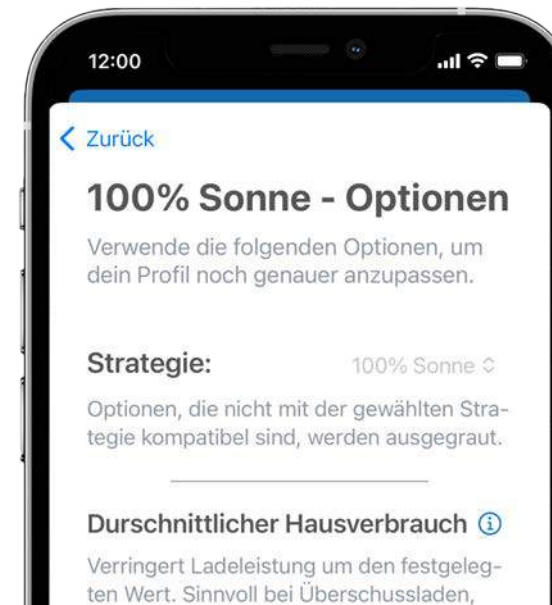 12:00
Zurück
100% Sonne - Optionen
Verwende die folgenden Optionen, um
dein Profil noch genauer anzupassen.
Strategie: 100% Sonne
Optionen, die nicht mit der gewählten Stra-
tegie kompatibel sind, werden ausgegraut.
Durschnittlicher Hausverbrauch
Verringert Ladeleistung um den festgeleg-
ten Wert. Sinnvoll bei Überschussladen,